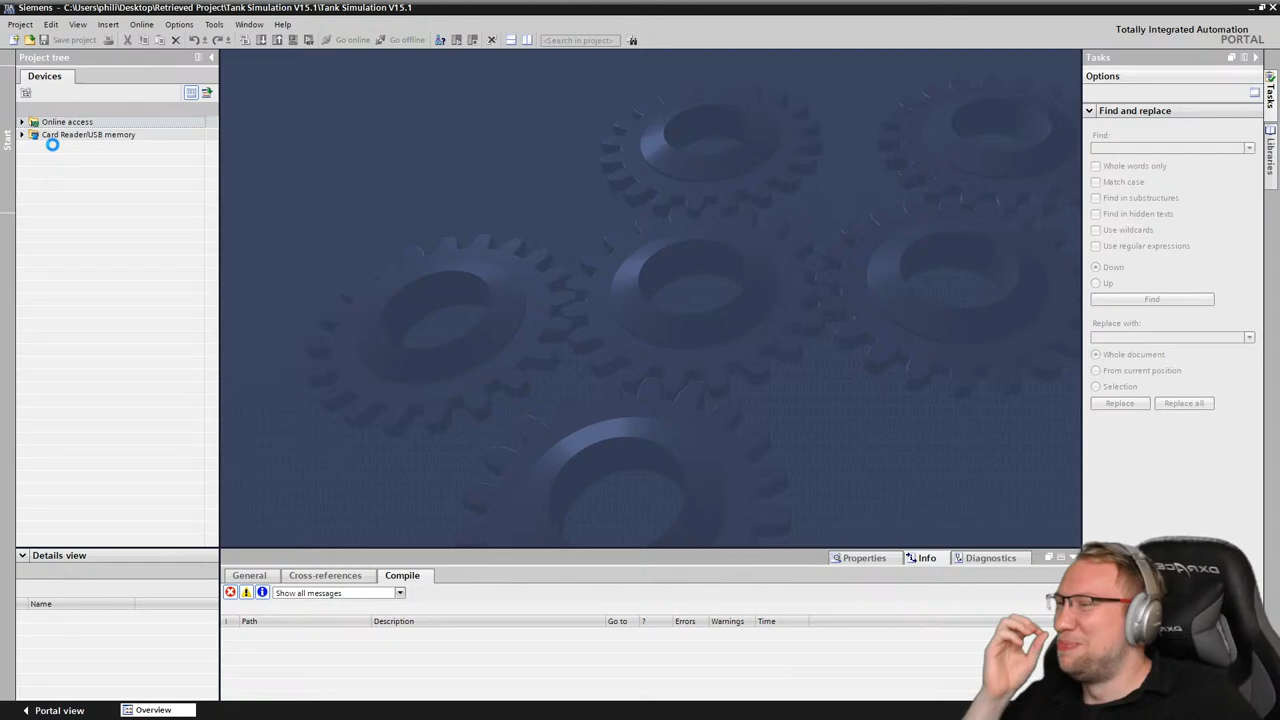 Siemens - C:\Users\phili\Desktop\Retrieved Project\Tank Simulation V15.1\Tank Simulation V15.1
Project Edit View Insert Online Options Tools Window Help
Totally Integrated Automation
PORTAL
Save project Go online Go offline <Search in project>
Project tree
Devices
Online access
Card Reader/USB memory
Start
Details view
Name
Properties Info Diagnostics
General Cross-references Compile
Show all messages
! Path Description Go to ? Errors Warnings Time
Tasks
Options
Find and replace
Find:
Whole words only
Match case
Find in substructures
Find in hidden texts
Use wildcards
Use regular expressions
Down
Up
Find
Replace with:
Whole document
From current position
Selection
Replace Replace all
Tasks
Libraries
Portal view Overview